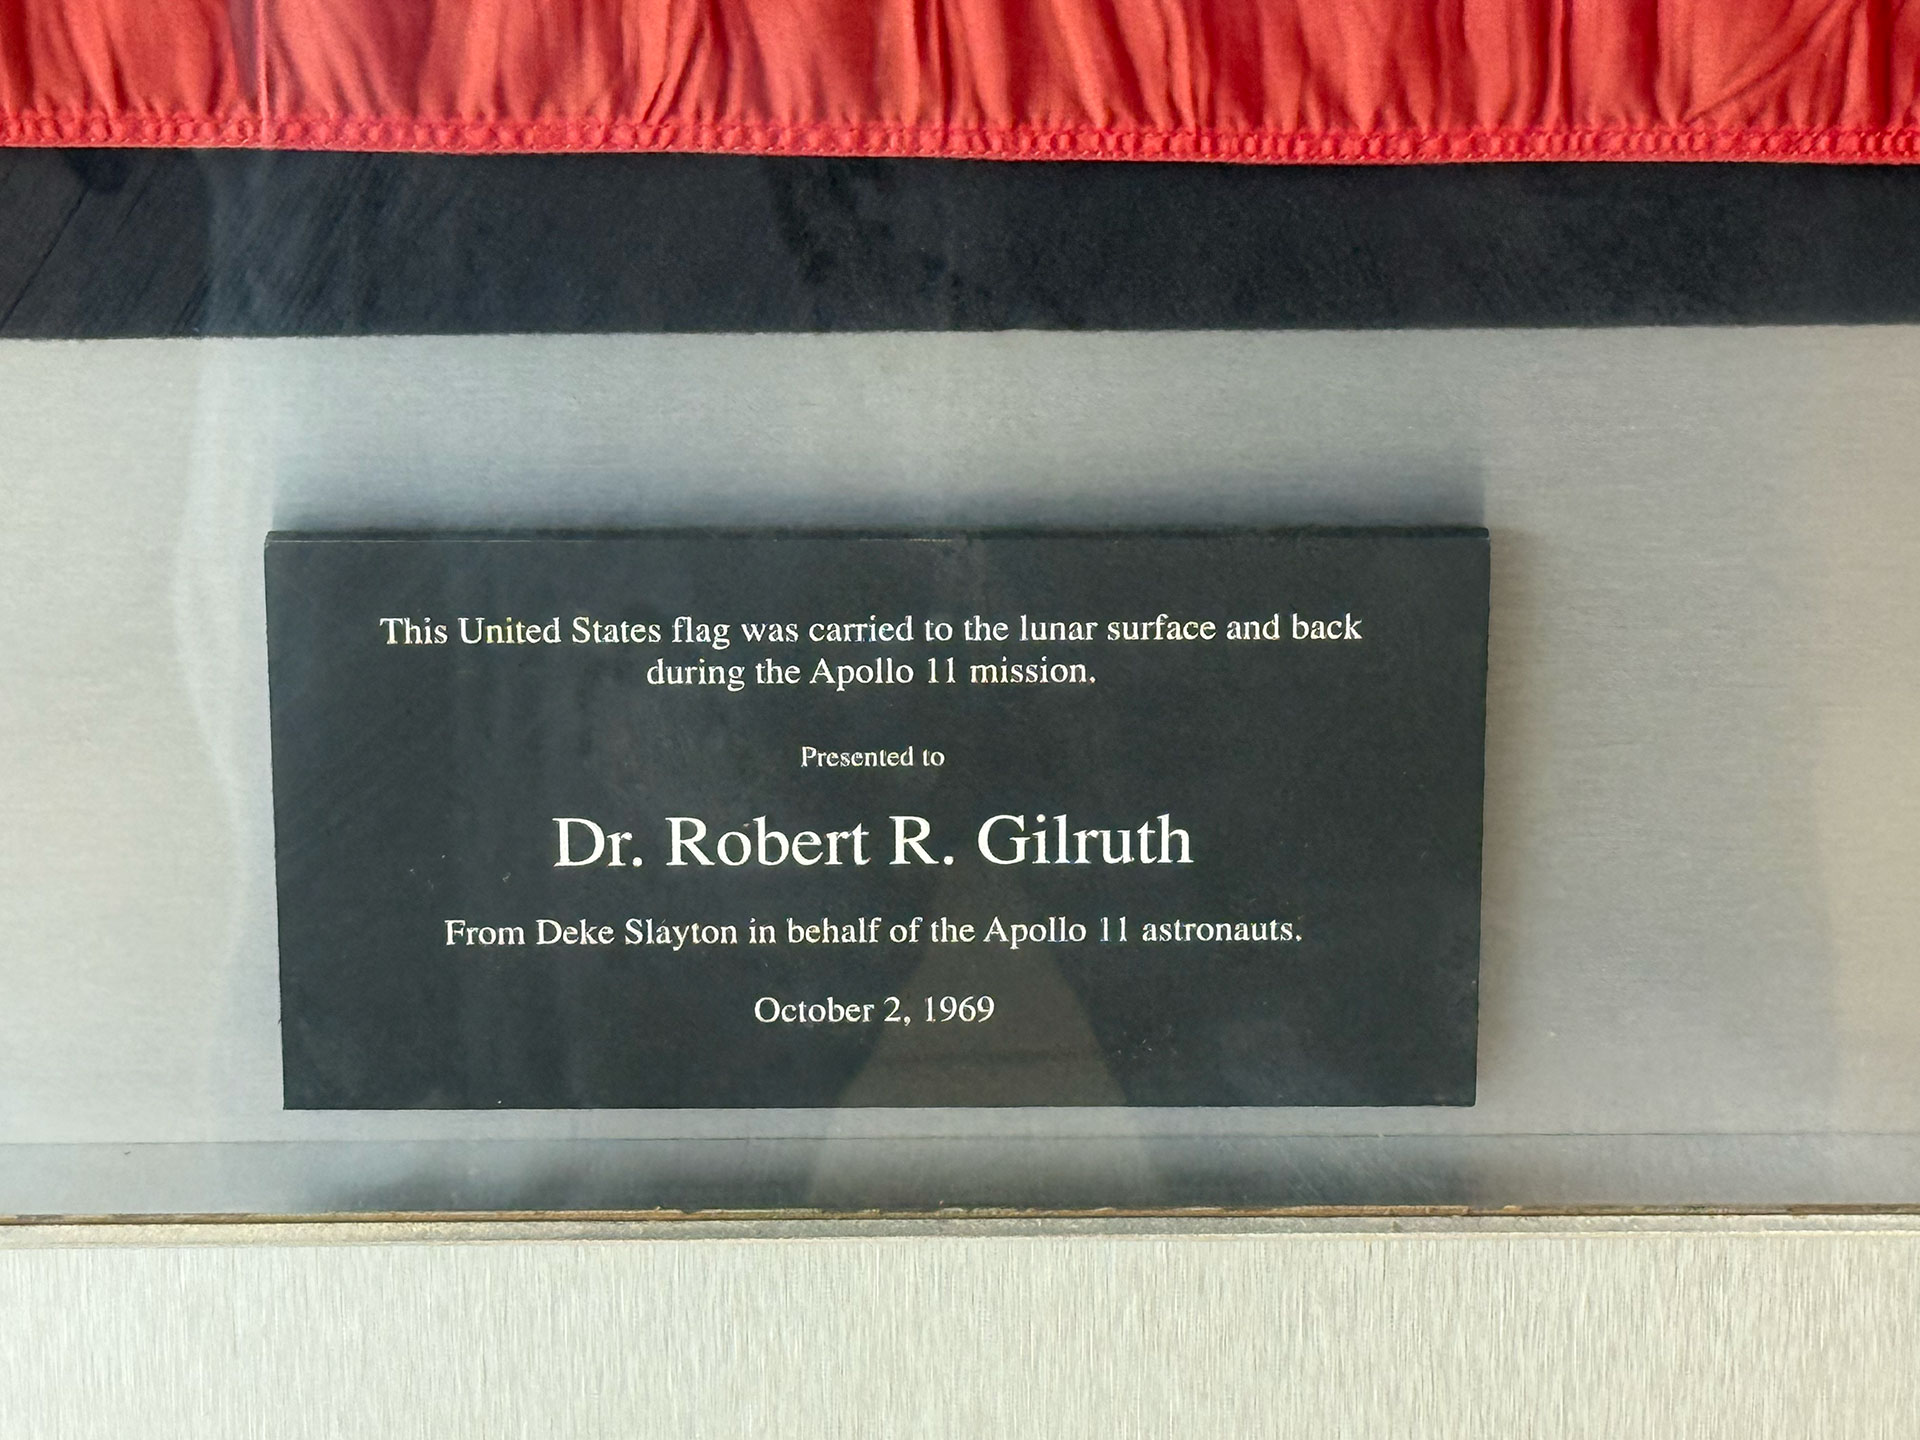 This United States flag was carried to the lunar surface and back
during the Apollo 11 mission.
Presented to
Dr. Robert R. Gilruth
From Deke Slayton in behalf of the Apollo 11 astronauts.
October 2, 1969